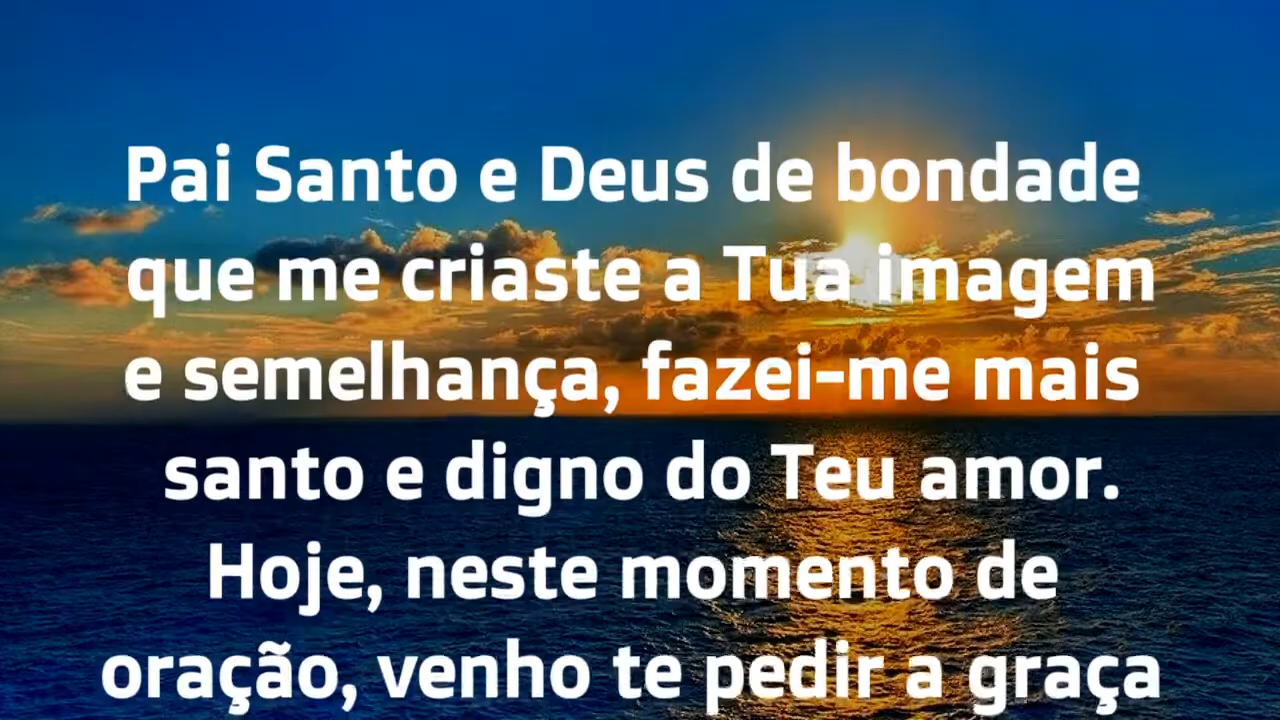 Pai Santo e Deus de bondade
que me criaste a Tua imagem
e semelhança, fazei-me mais
santo e digno do Teu amor.
Hoje, neste momento de
oração, venho te pedir a graça